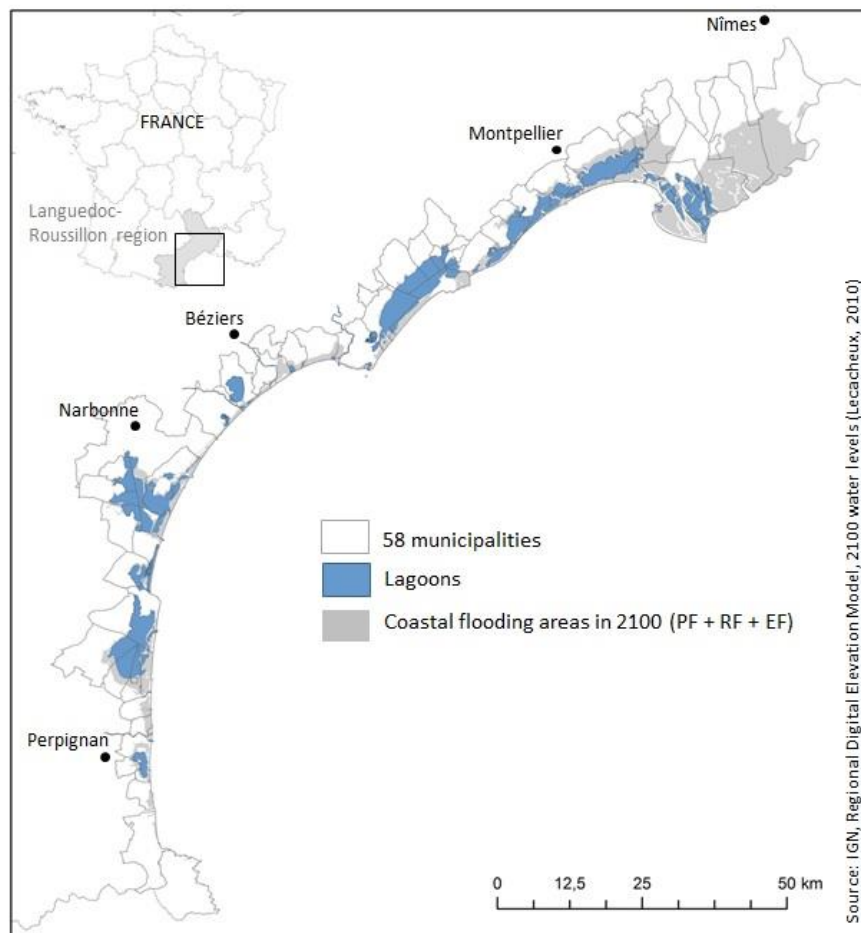 Nîmes
Montpellier
FRANCE
Languedoc-
Roussillon region
Béziers
Narbonne
58 municipalities
Lagoons
Coastal flooding areas in 2100 (PF + RF + EF)
Perpignan
0 12,5 25 50 km
Source: IGN, Regional Digital Elevation Model, 2100 water levels (Lecacheux, 2010)